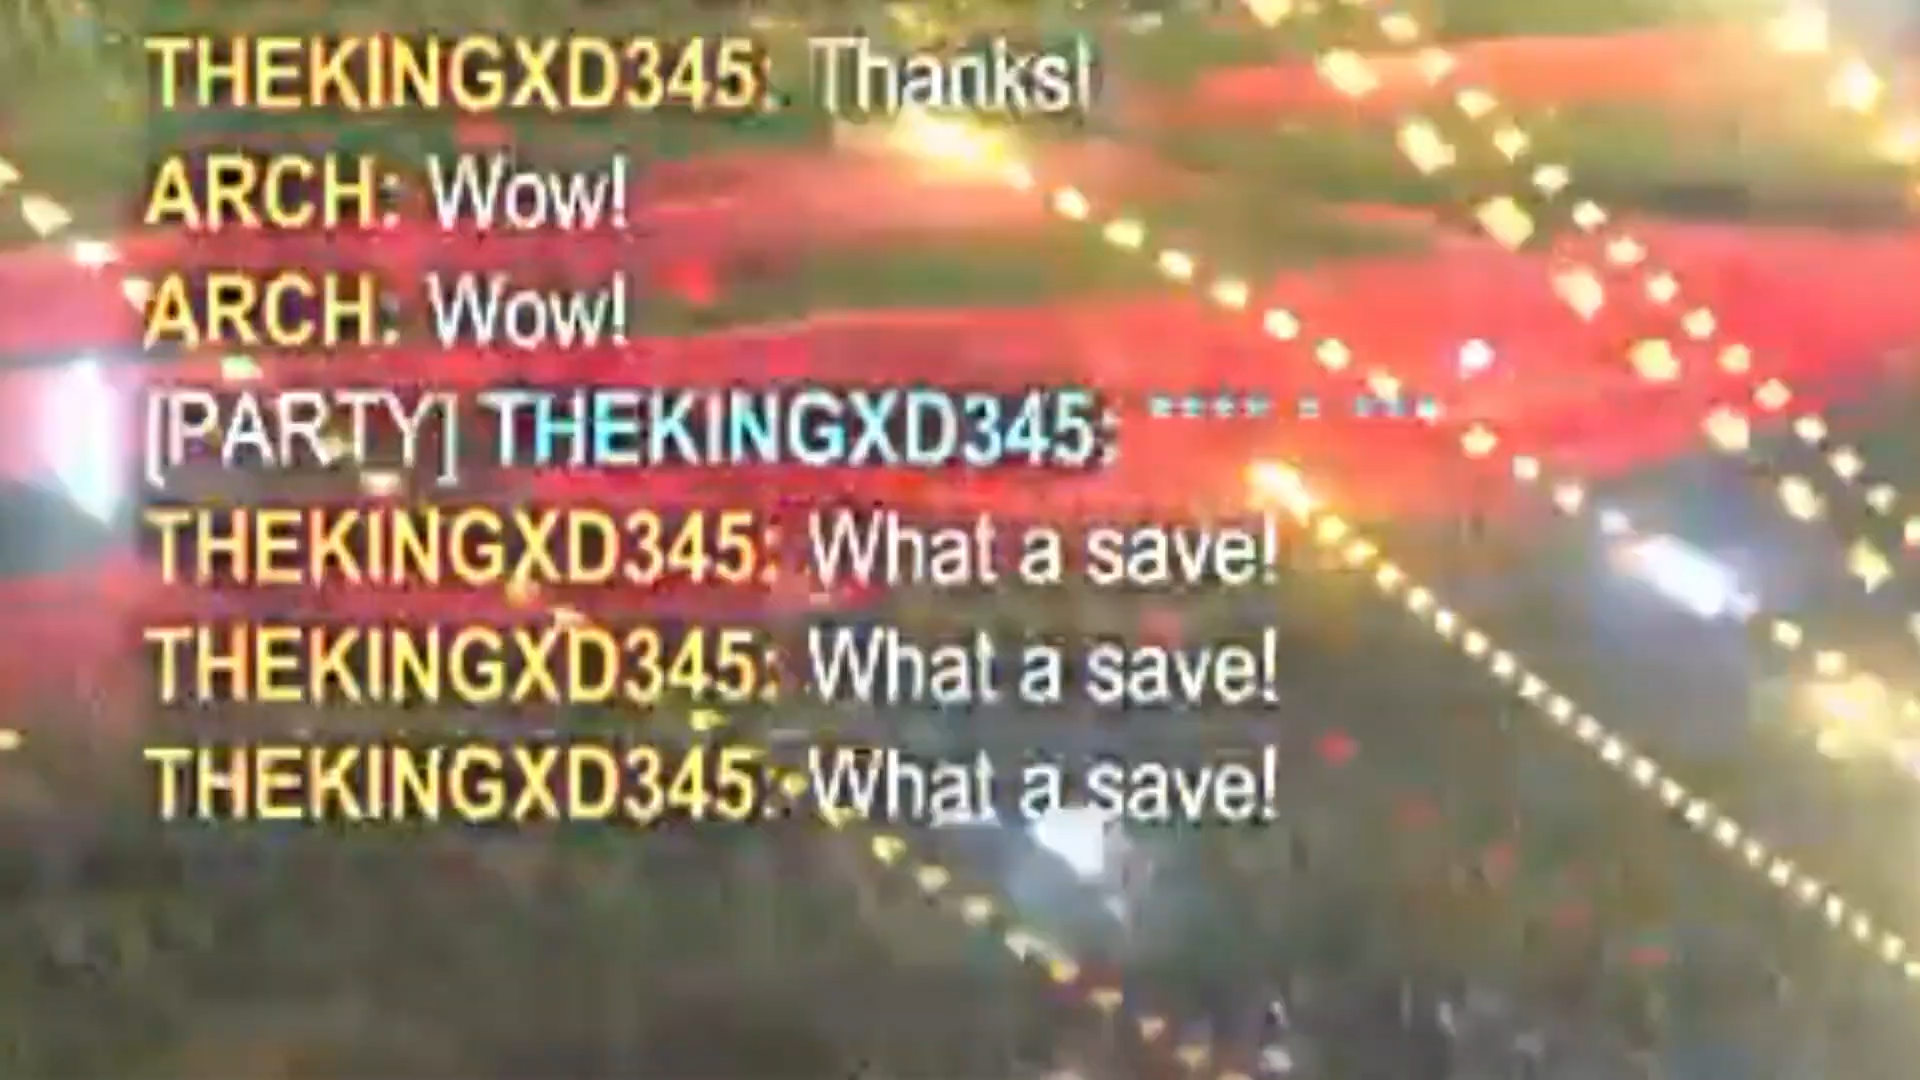 THEKINGXD345: Thanks!
ARCH: Wow!
ARCH: Wow!
[PARTY] THEKINGXD345: **** * ****
THEKINGXD345: What a save!
THEKINGXD345: What a save!
THEKINGXD345: What a save!